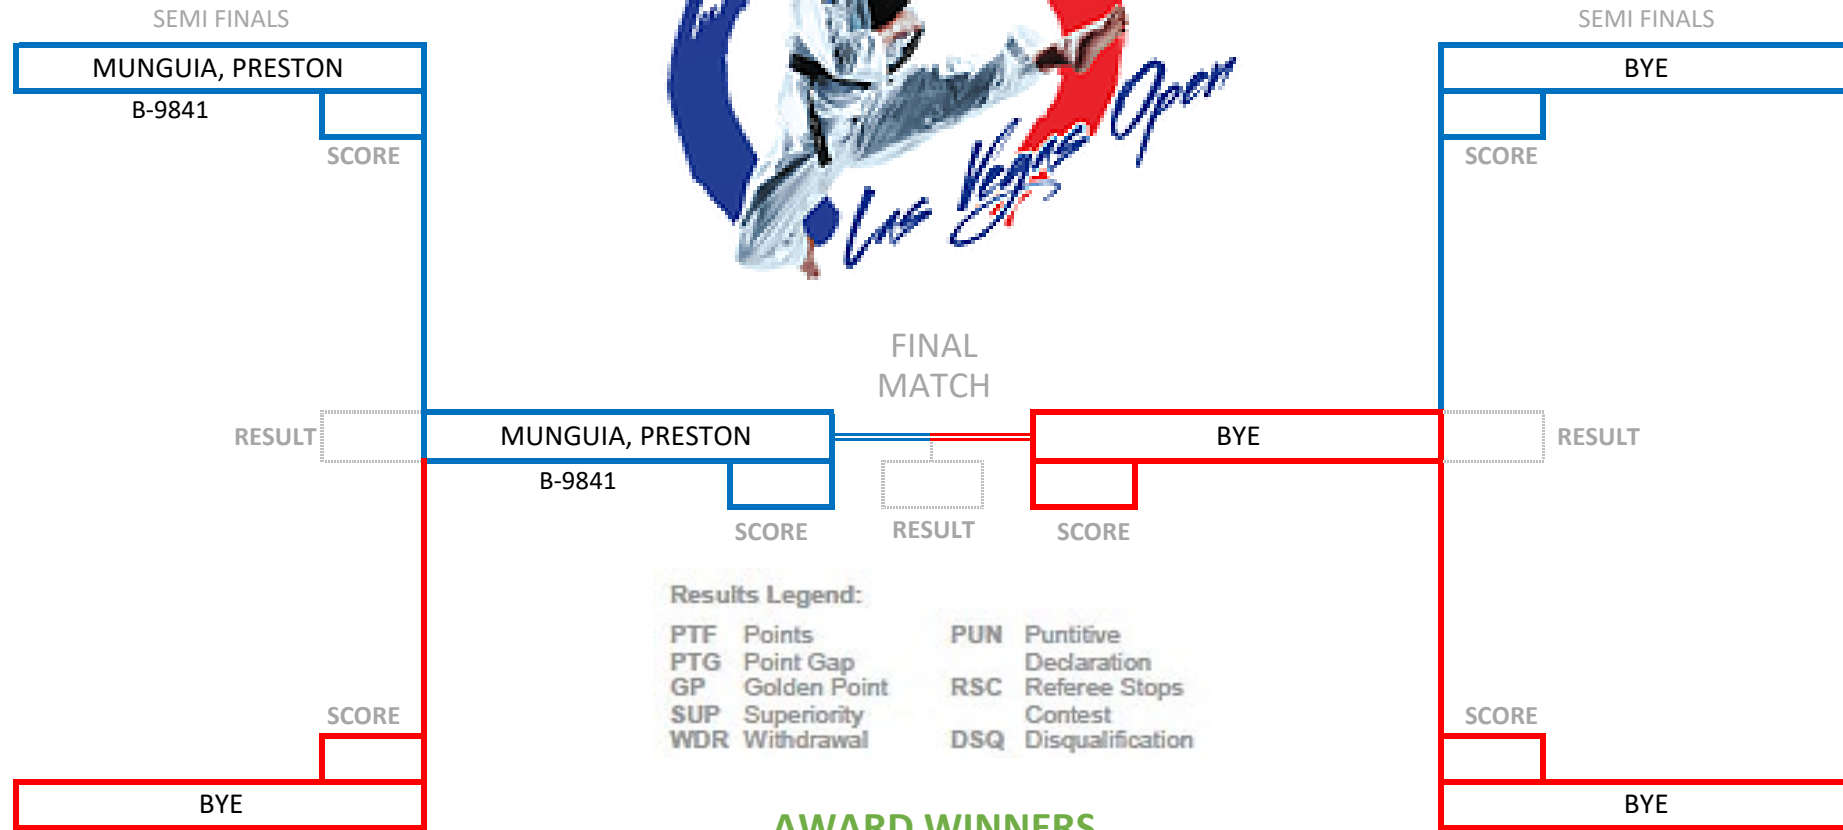 SEMI FINALS
SEMI FINALS
MUNGUIA, PRESTON
BYE
B-9841
SCORE
SCORE
Las Vegas Open
FINAL
MATCH
RESULT
MUNGUIA, PRESTON
BYE
RESULT
B-9841
SCORE
RESULT
SCORE
Results Legend:
PTF Points
PTG Point Gap
GP Golden Point
SUP Superiority
WDR Withdrawal
PUN Puntitive
Declaration
RSC Referee Stops
Contest
DSQ Disqualification
SCORE
SCORE
BYE
BYE
AWARD WINNERS